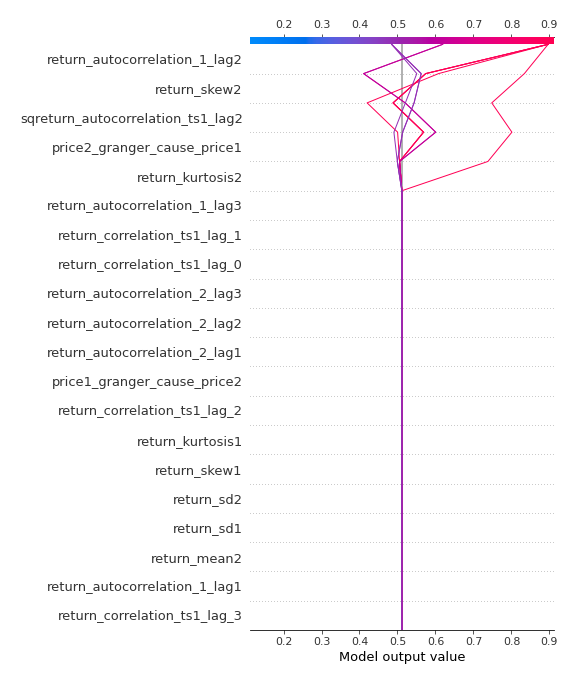 0.2 0.3 0.4 0.5 0.6 0.7 0.8 0.9
return_autocorrelation_1_lag2
return_skew2
sqreturn_autocorrelation_ts1_lag2
price2_granger_cause_price1
return_kurtosis2
return_autocorrelation_1_lag3
return_correlation_ts1_lag_1
return_correlation_ts1_lag_0
return_autocorrelation_2_lag3
return_autocorrelation_2_lag2
return_autocorrelation_2_lag1
price1_granger_cause_price2
return_correlation_ts1_lag_2
return_kurtosis1
return_skew1
return_sd2
return_sd1
return_mean2
return_autocorrelation_1_lag1
return_correlation_ts1_lag_3
0.2 0.3 0.4 0.5 0.6 0.7 0.8 0.9
Model output value